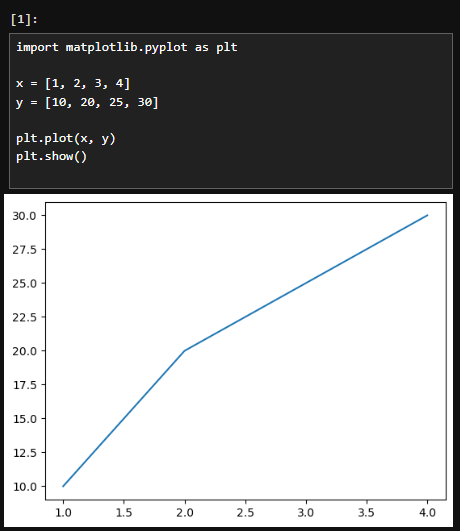 [1]:
import matplotlib.pyplot as plt
x = [1, 2, 3, 4]
y = [10, 20, 25, 30]
plt.plot(x, y)
plt.show()
30.0
27.5
25.0
22.5
20.0
17.5
15.0
12.5
10.0
1.0 1.5 2.0 2.5 3.0 3.5 4.0